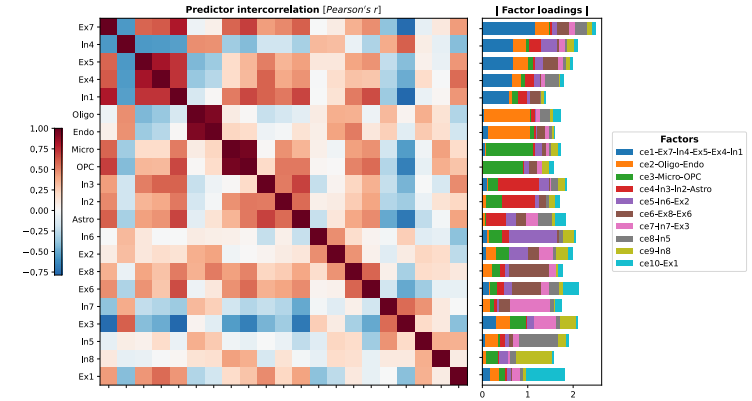 Predictor intercorrelation [Pearson's r]
| Factor loadings |
Ex7
In4
Ex5
Ex4
In1
Oligo
Endo
Micro
OPC
In3
In2
Astro
In6
Ex2
Ex8
Ex6
In7
Ex3
In5
In8
Ex1
1.00
0.75
0.50
0.25
0.00
−0.25
−0.50
−0.75
0
1
2
Factors
ce1-Ex7-In4-Ex5-Ex4-In1
ce2-Oligo-Endo
ce3-Micro-OPC
ce4-In3-In2-Astro
ce5-In6-Ex2
ce6-Ex8-Ex6
ce7-In7-Ex3
ce8-In5
ce9-In8
ce10-Ex1